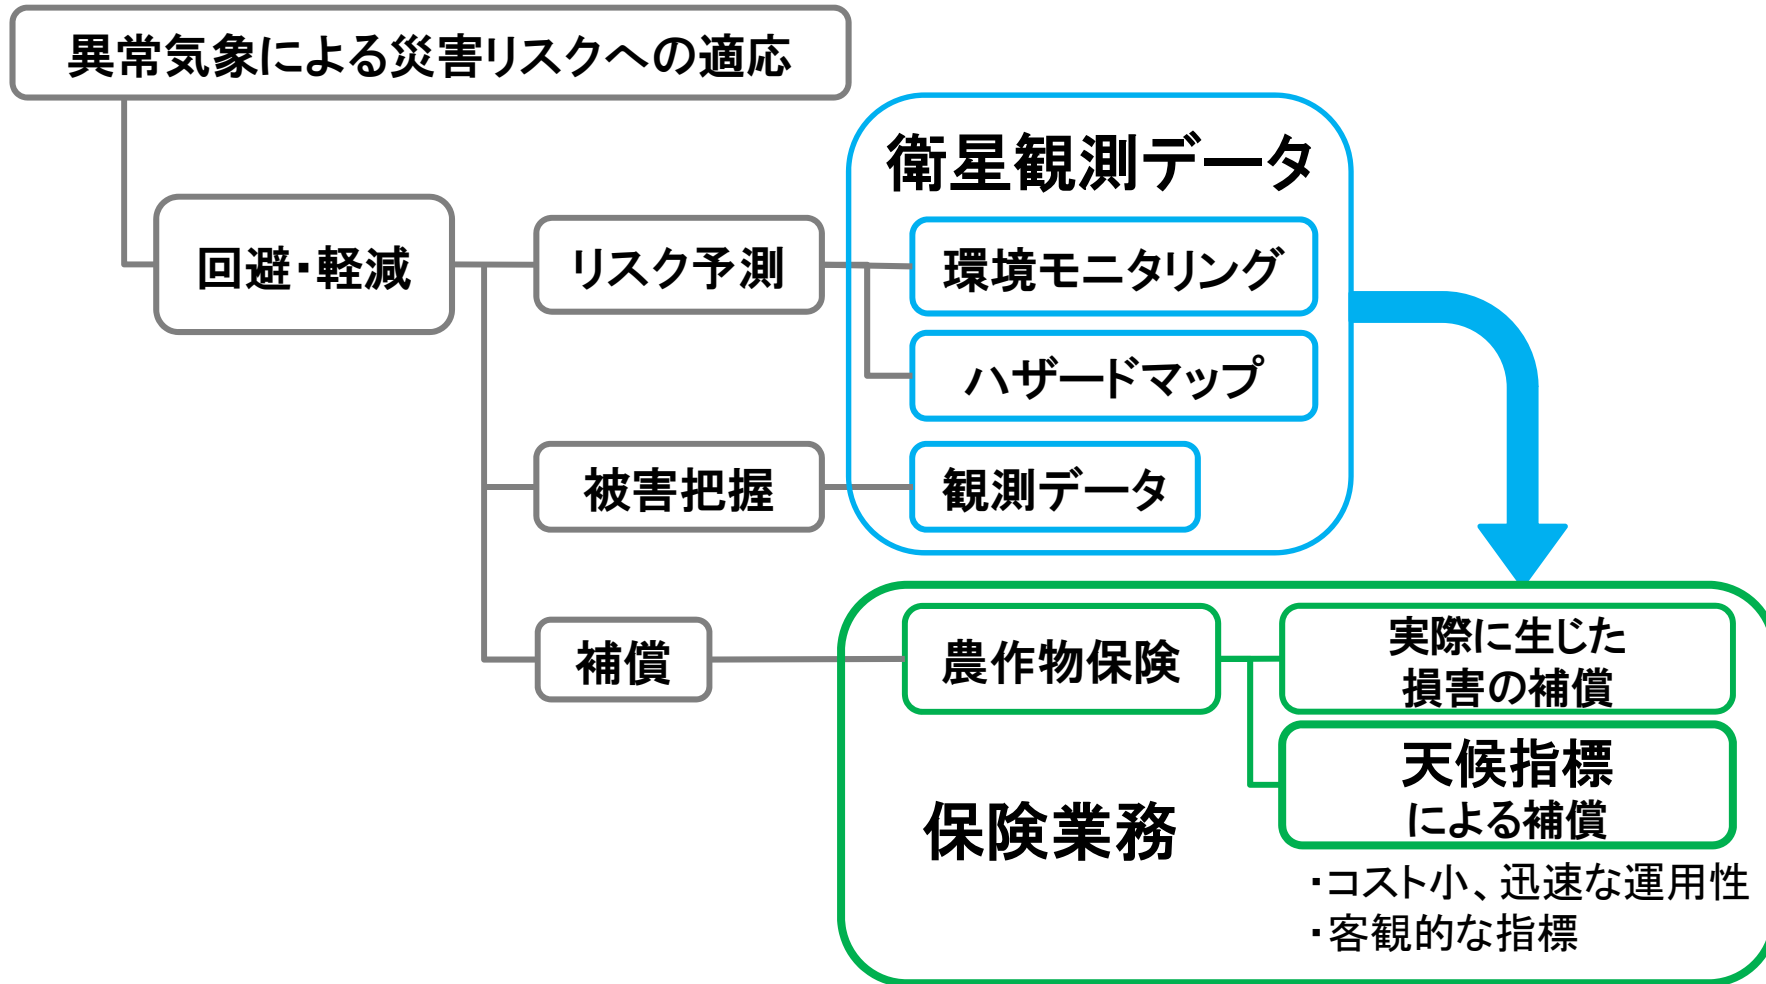 異常気象による災害リスクへの適応
衛星観測データ
回避・軽減
リスク予測
環境モニタリング
ハザードマップ
被害把握
観測データ
補償
農作物保険
実際に生じた
損害の補償
天候指標
による補償
保険業務
・コスト小、迅速な運用性
・客観的な指標